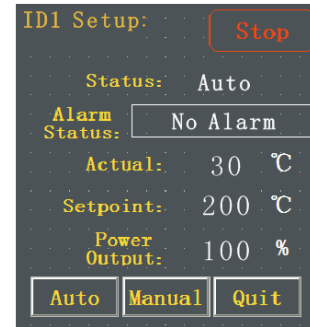 ID1 Setup:
Stop
Status: Auto
Alarm
Status: No Alarm
Actual: 30 ℃
Setpoint: 200 ℃
Power
Output: 100 %
Auto Manual Quit